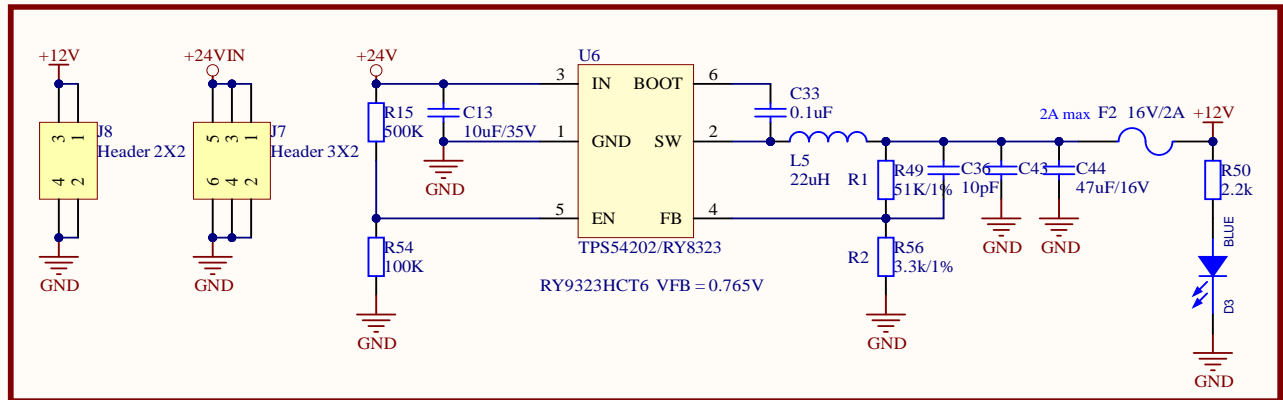 +12V
3
1
4
2
J8
Header 2X2
GND
+24VIN
5
3
1
6
4
2
J7
Header 3X2
GND
+24V
R15
500K
C13
10uF/35V
GND
R54
100K
GND
U6
3
IN
BOOT
6
1
GND
SW
2
5
EN
FB
4
TPS54202/RY8323
RY9323HCT6 VFB = 0.765V
C33
0.1uF
L5
22uH
R1
R49
51K/1%
C36
10pF
C43
C44
47uF/16V
GND
GND
R2
R56
3.3k/1%
GND
2A max
F2 16V/2A
+12V
R50
2.2k
BLUE
D3
GND